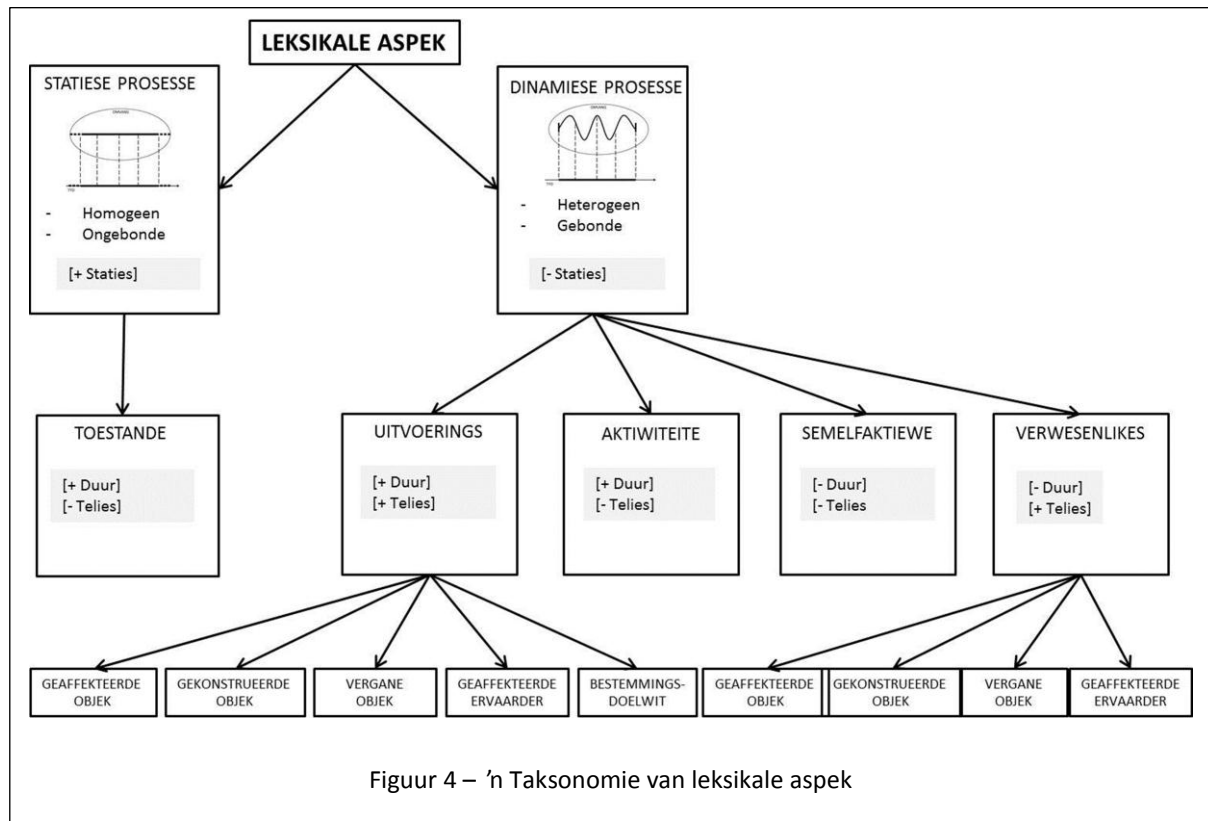 LEKSIKALE ASPEK
STATIESE PROSESSE
- Homogeen
- Ongebonde
[+ Staties]
DINAMIESE PROSESSE
- Heterogeen
- Gebonde
[- Staties]
TOESTANDE
[+ Duur]
[- Telies]
UITVOERINGS
[+ Duur]
[+ Telies]
AKTIWITEITE
[+ Duur]
[- Telies]
SEMELFAKTIEWE
[- Duur]
[- Telies
VERWESENLIKES
[- Duur]
[+ Telies]
GEAFFEKTEERDE
OBJEK
GEKONSTRUEERDE
OBJEK
VERGANE
OBJEK
GEAFFEKTEERDE
ERVAARDER
BESTEMMINGS-
DOELWIT
GEAFFEKTEERDE
OBJEK
GEKONSTRUEERDE
OBJEK
VERGANE
OBJEK
GEAFFEKTEERDE
ERVAARDER
Figuur 4 – ’n Taksonomie van leksikale aspek